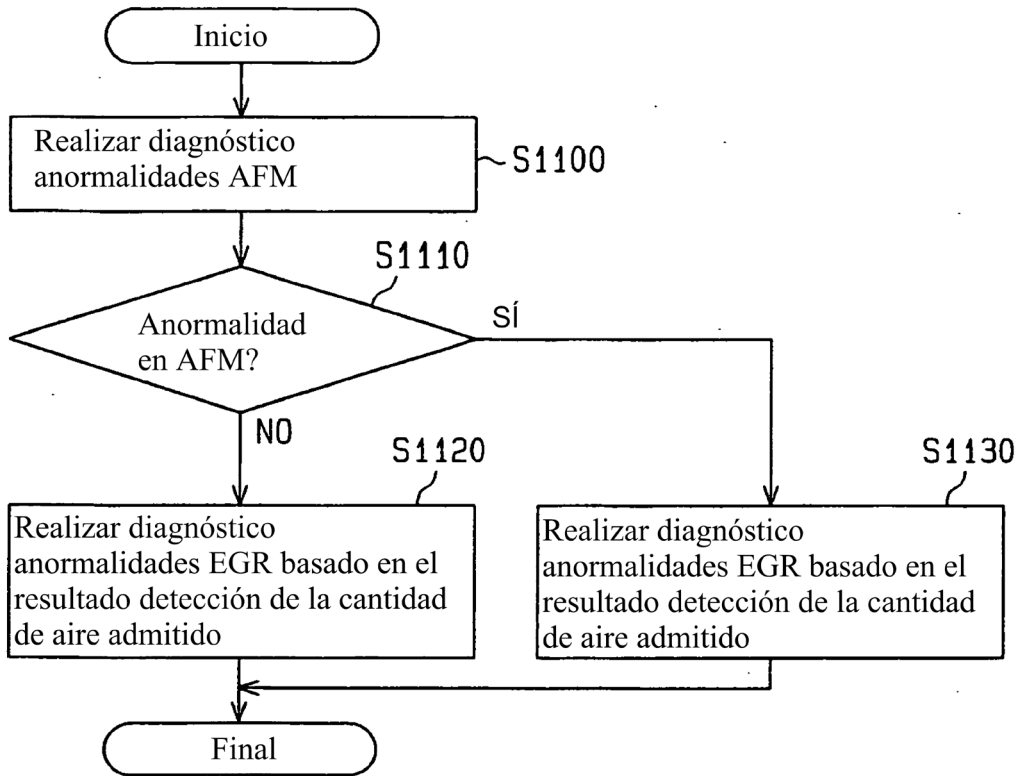 Inicio
Realizar diagnóstico
anormalidades AFM
S1100
S1110
Anormalidad
en AFM?
SÍ
NO
S1120
Realizar diagnóstico
anormalidades EGR basado en el
resultado detección de la cantidad
de aire admitido
S1130
Realizar diagnóstico
anormalidades EGR basado en el
resultado detección de la cantidad
de aire admitido
Final